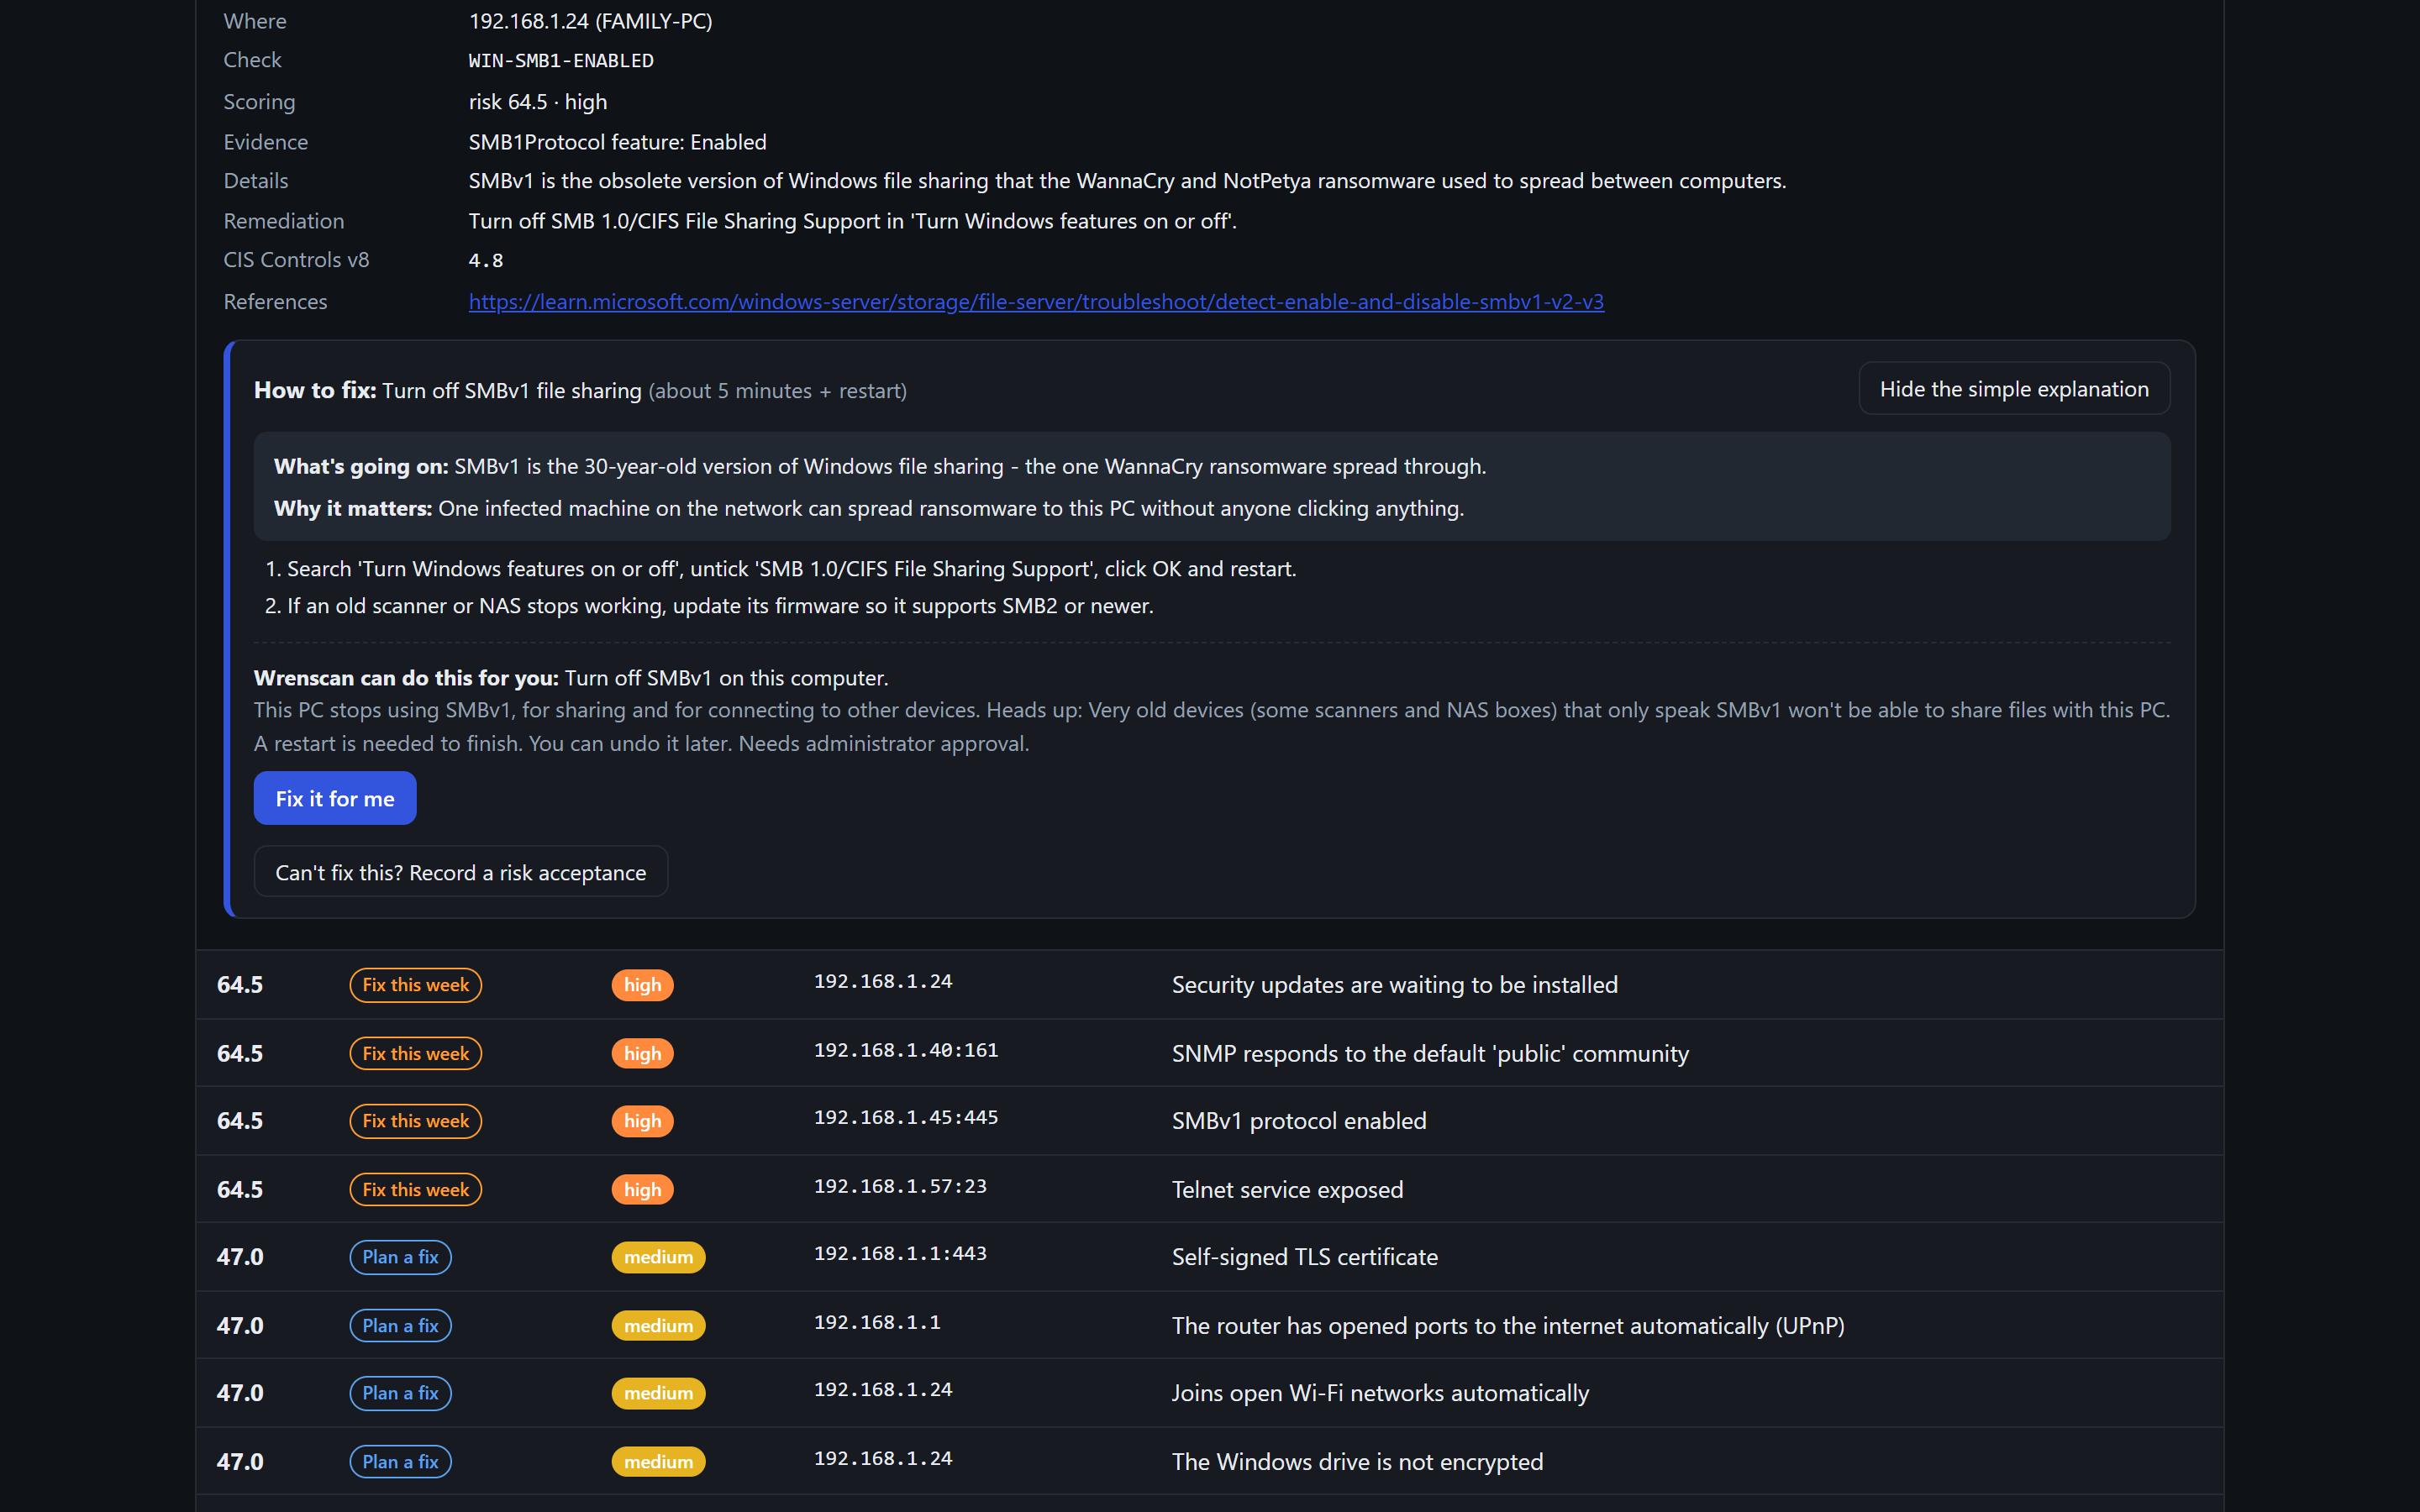 Where 192.168.1.24 (FAMILY-PC)
Check WIN-SMB1-ENABLED
Scoring risk 64.5 · high
Evidence SMB1Protocol feature: Enabled
Details SMBv1 is the obsolete version of Windows file sharing that the WannaCry and NotPetya ransomware used to spread between computers.
Remediation Turn off SMB 1.0/CIFS File Sharing Support in 'Turn Windows features on or off'.
CIS Controls v8 4.8
References https://learn.microsoft.com/windows-server/storage/file-server/troubleshoot/detect-enable-and-disable-smbv1-v2-v3
How to fix: Turn off SMBv1 file sharing (about 5 minutes + restart)
Hide the simple explanation
What's going on: SMBv1 is the 30-year-old version of Windows file sharing - the one WannaCry ransomware spread through.
Why it matters: One infected machine on the network can spread ransomware to this PC without anyone clicking anything.
1. Search 'Turn Windows features on or off', untick 'SMB 1.0/CIFS File Sharing Support', click OK and restart.
2. If an old scanner or NAS stops working, update its firmware so it supports SMB2 or newer.
Wrenscan can do this for you: Turn off SMBv1 on this computer.
This PC stops using SMBv1, for sharing and for connecting to other devices. Heads up: Very old devices (some scanners and NAS boxes) that only speak SMBv1 won't be able to share files with this PC.
A restart is needed to finish. You can undo it later. Needs administrator approval.
Fix it for me
Can't fix this? Record a risk acceptance
64.5 Fix this week high 192.168.1.24 Security updates are waiting to be installed
64.5 Fix this week high 192.168.1.40:161 SNMP responds to the default 'public' community
64.5 Fix this week high 192.168.1.45:445 SMBv1 protocol enabled
64.5 Fix this week high 192.168.1.57:23 Telnet service exposed
47.0 Plan a fix medium 192.168.1.1:443 Self-signed TLS certificate
47.0 Plan a fix medium 192.168.1.1 The router has opened ports to the internet automatically (UPnP)
47.0 Plan a fix medium 192.168.1.24 Joins open Wi-Fi networks automatically
47.0 Plan a fix medium 192.168.1.24 The Windows drive is not encrypted